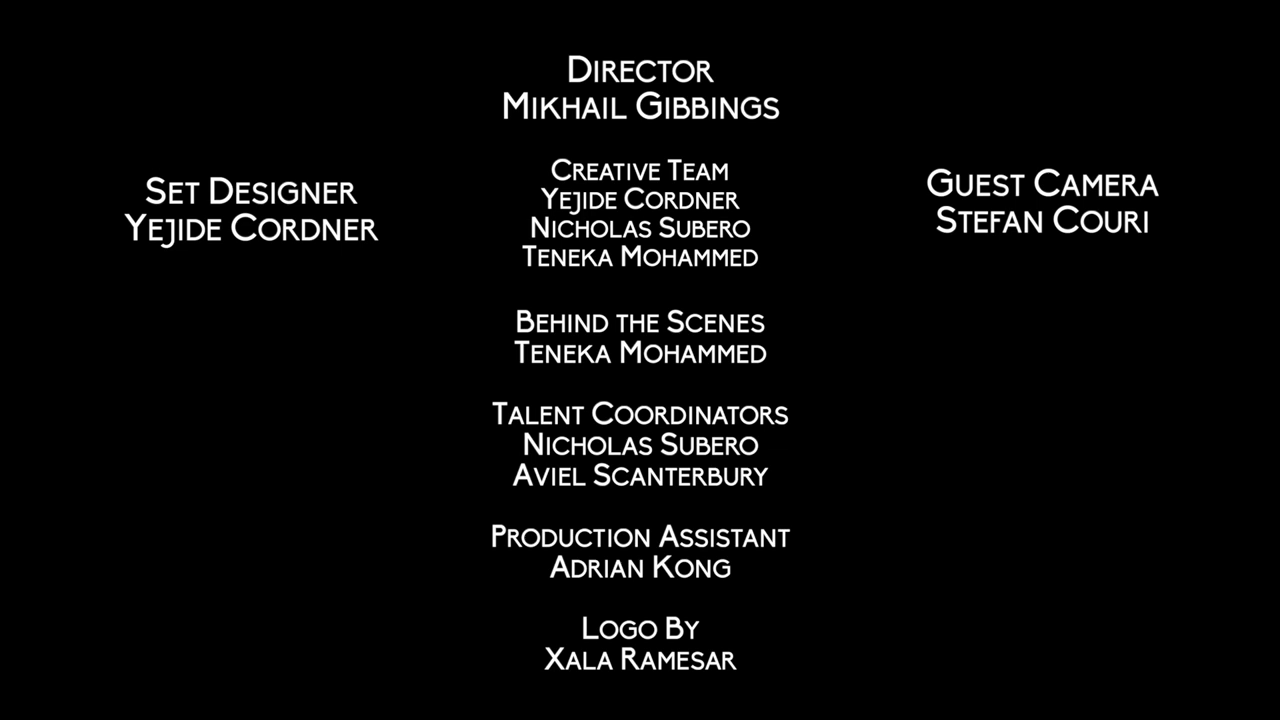 Director
Mikhail Gibbings
Set Designer
Yejide Cordner
Creative Team
Yejide Cordner
Nicholas Subero
Teneka Mohammed
Guest Camera
Stefan Couri
Behind the Scenes
Teneka Mohammed
Talent Coordinators
Nicholas Subero
Aviel Scanterbury
Production Assistant
Adrian Kong
Logo By
Xala Ramesar